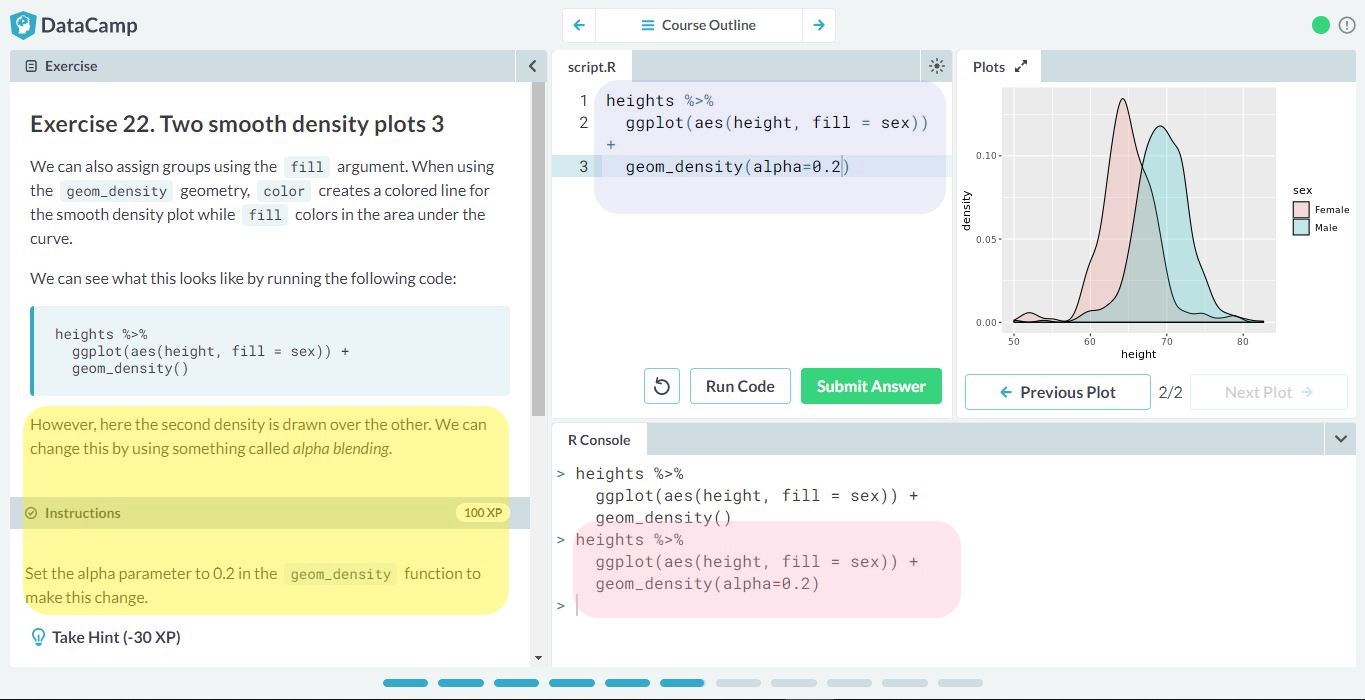 DataCamp
Course Outline
Exercise
Exercise 22. Two smooth density plots 3
We can also assign groups using the fill argument. When using
the geom_density geometry, color creates a colored line for
the smooth density plot while fill colors in the area under the
curve.
We can see what this looks like by running the following code:
heights %>%
ggplot(aes(height, fill = sex)) +
geom_density()
However, here the second density is drawn over the other. We can
change this by using something called alpha blending.
Instructions
100 XP
Set the alpha parameter to 0.2 in the geom_density function to
make this change.
Take Hint (-30 XP)
script.R
1 heights %>%
2 ggplot(aes(height, fill = sex))
+
3 geom_density(alpha=0.2)
Run Code
Submit Answer
Plots
0.10
0.05
0.00
50 60 70 80
density
height
sex
Female
Male
Previous Plot
2/2
Next Plot
R Console
> heights %>%
ggplot(aes(height, fill = sex)) +
geom_density()
> heights %>%
ggplot(aes(height, fill = sex)) +
geom_density(alpha=0.2)
>